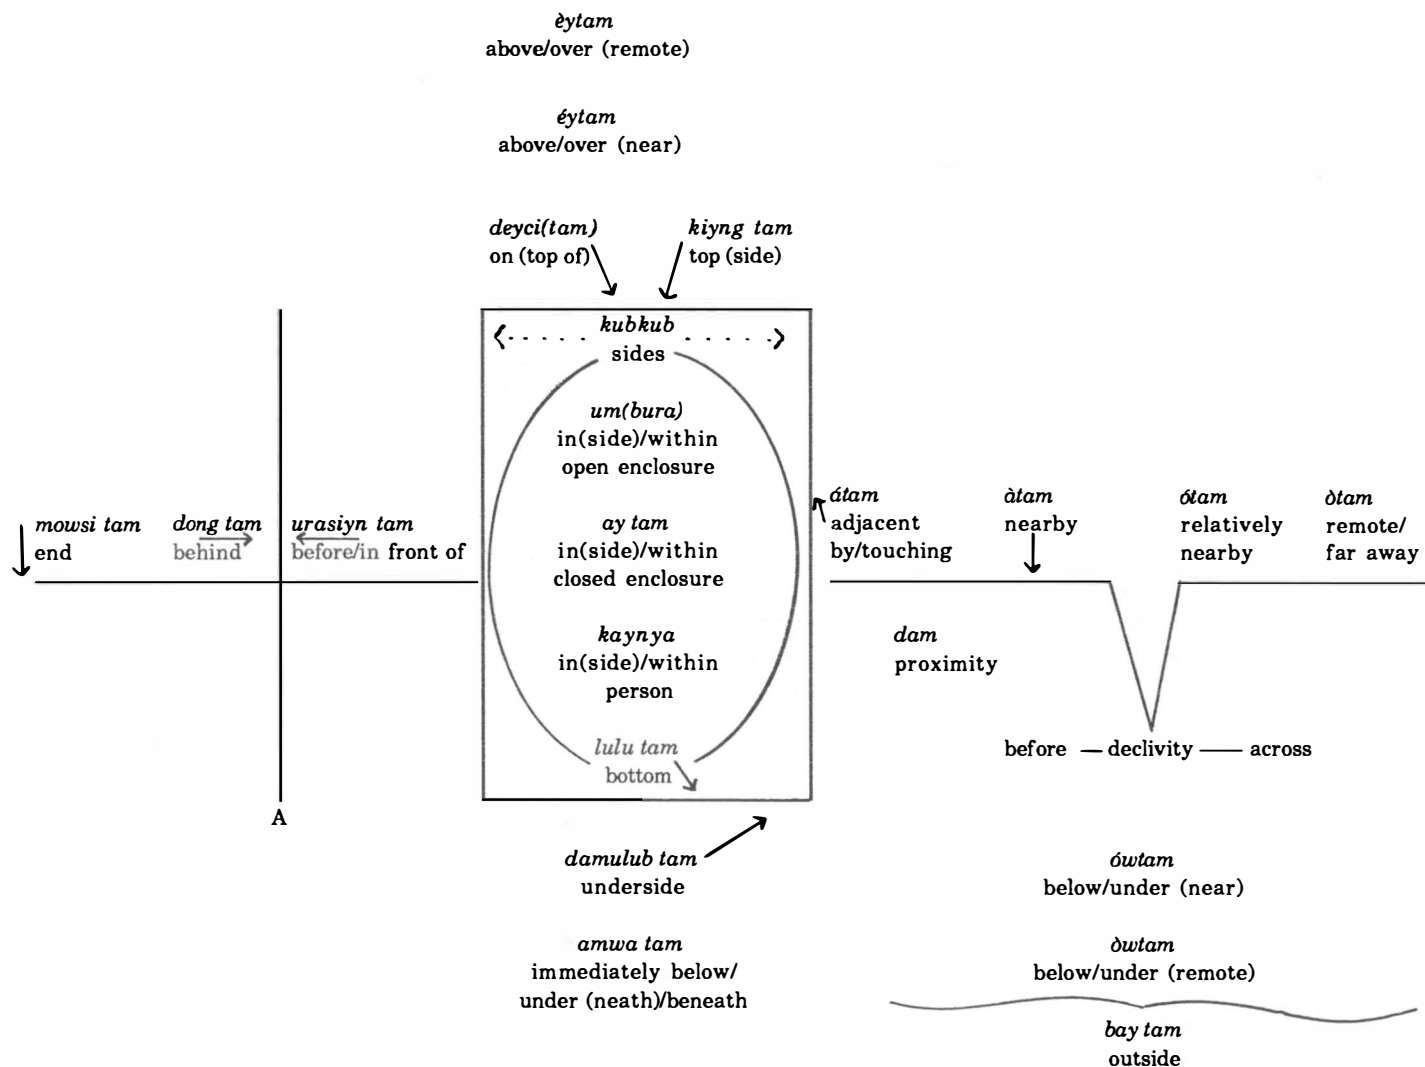 èytam
above/over (remote)
éytam
above/over (near)
deyci(tam)
on (top of)
kiyng tam
top (side)
kubkub
sides
um(bura)
in(side)/within
open enclosure
mowsi tam
end
dong tam
behind
urasiyn tam
before/in front of
ay tam
in(side)/within
closed enclosure
átam
adjacent
by/touching
àtam
nearby
ótam
relatively
nearby
òtam
remote/
far away
kaynya
in(side)/within
person
dam
proximity
lulu tam
bottom
before — declivity — across
A
damulub tam
underside
ówtam
below/under (near)
amwa tam
immediately below/
under (neath)/beneath
òwtam
below/under (remote)
bay tam
outside